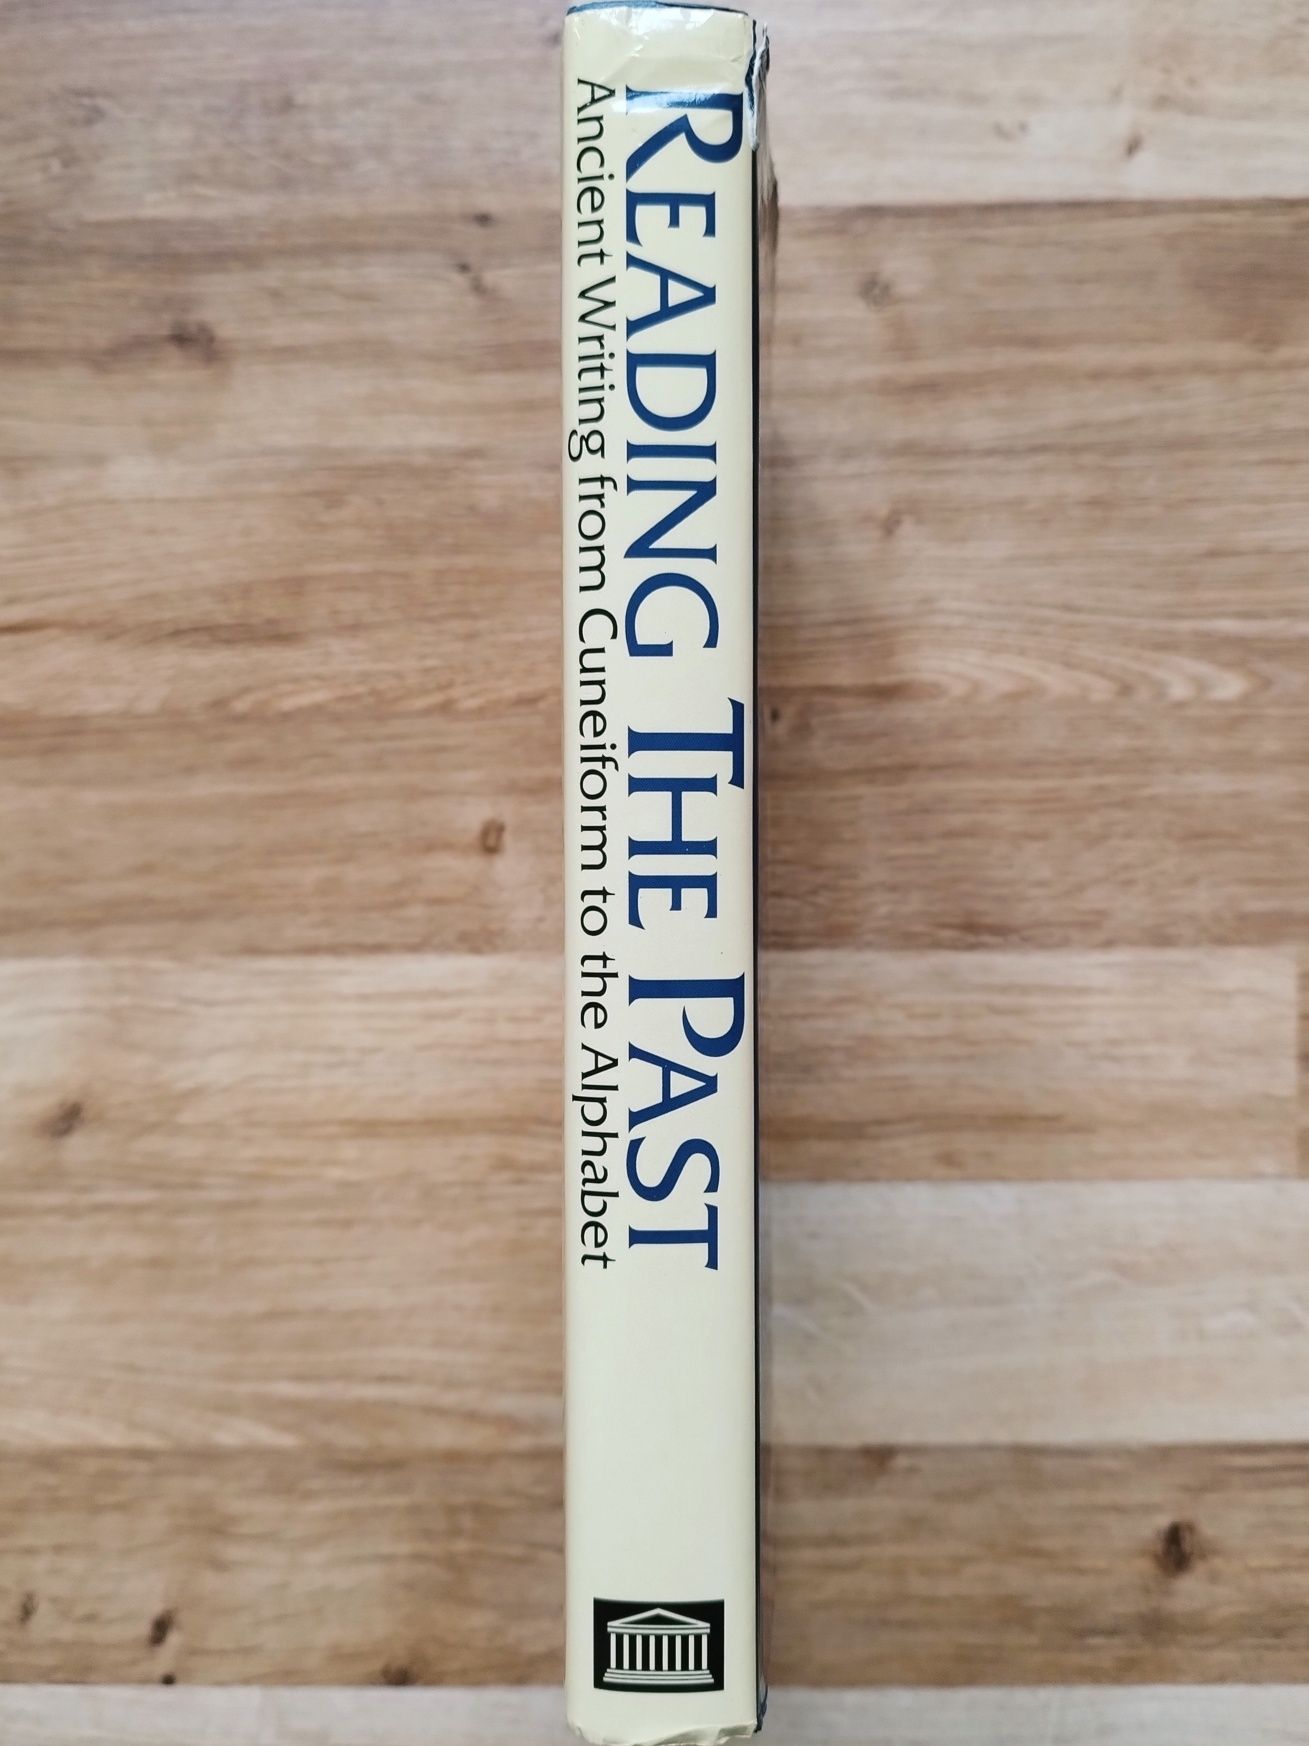 READING THE PAST
Ancient Writing from Cuneiform to the Alphabet